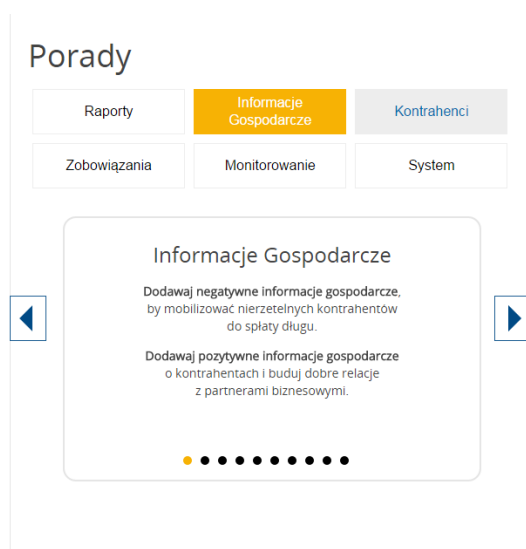 Porady
Raporty
Informacje
Gospodarcze
Kontrahenci
Zobowiązania
Monitorowanie
System
Informacje Gospodarcze
Dodawaj negatywne informacje gospodarcze,
by mobilizować nierzetelnych kontrahentów
do spłaty długu.
Dodawaj pozytywne informacje gospodarcze
o kontrahentach i buduj dobre relacje
z partnerami biznesowymi.